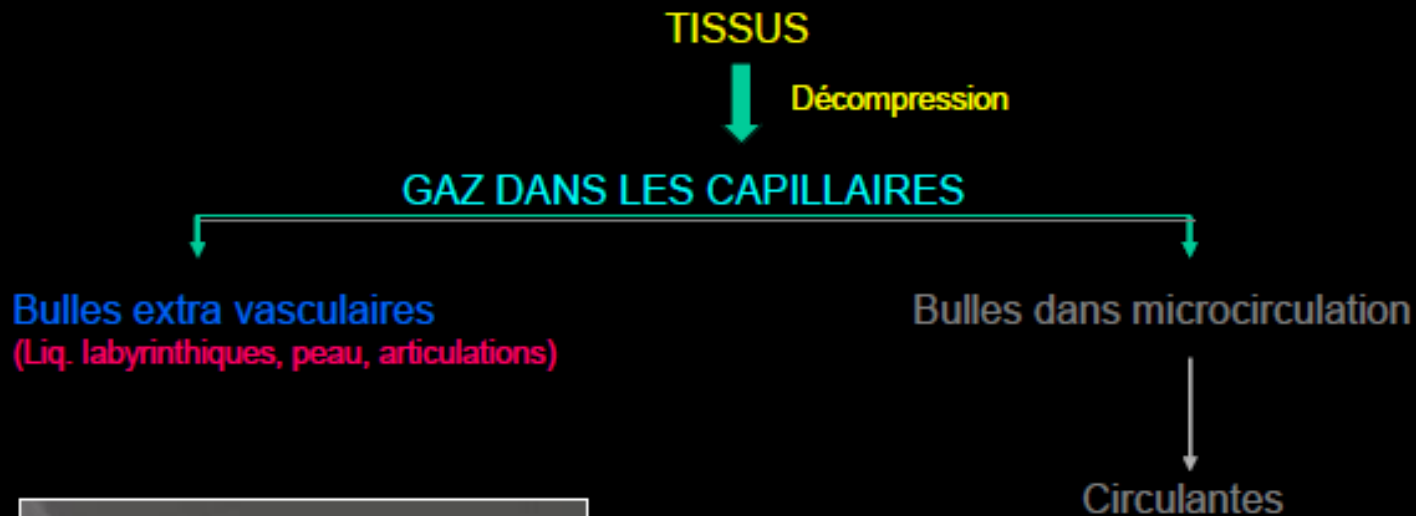 TISSUS
Décompression
GAZ DANS LES CAPILLAIRES
Bulles extra vasculaires
(Liq. labyrinthiques, peau, articulations)
Bulles dans microcirculation
Circulantes